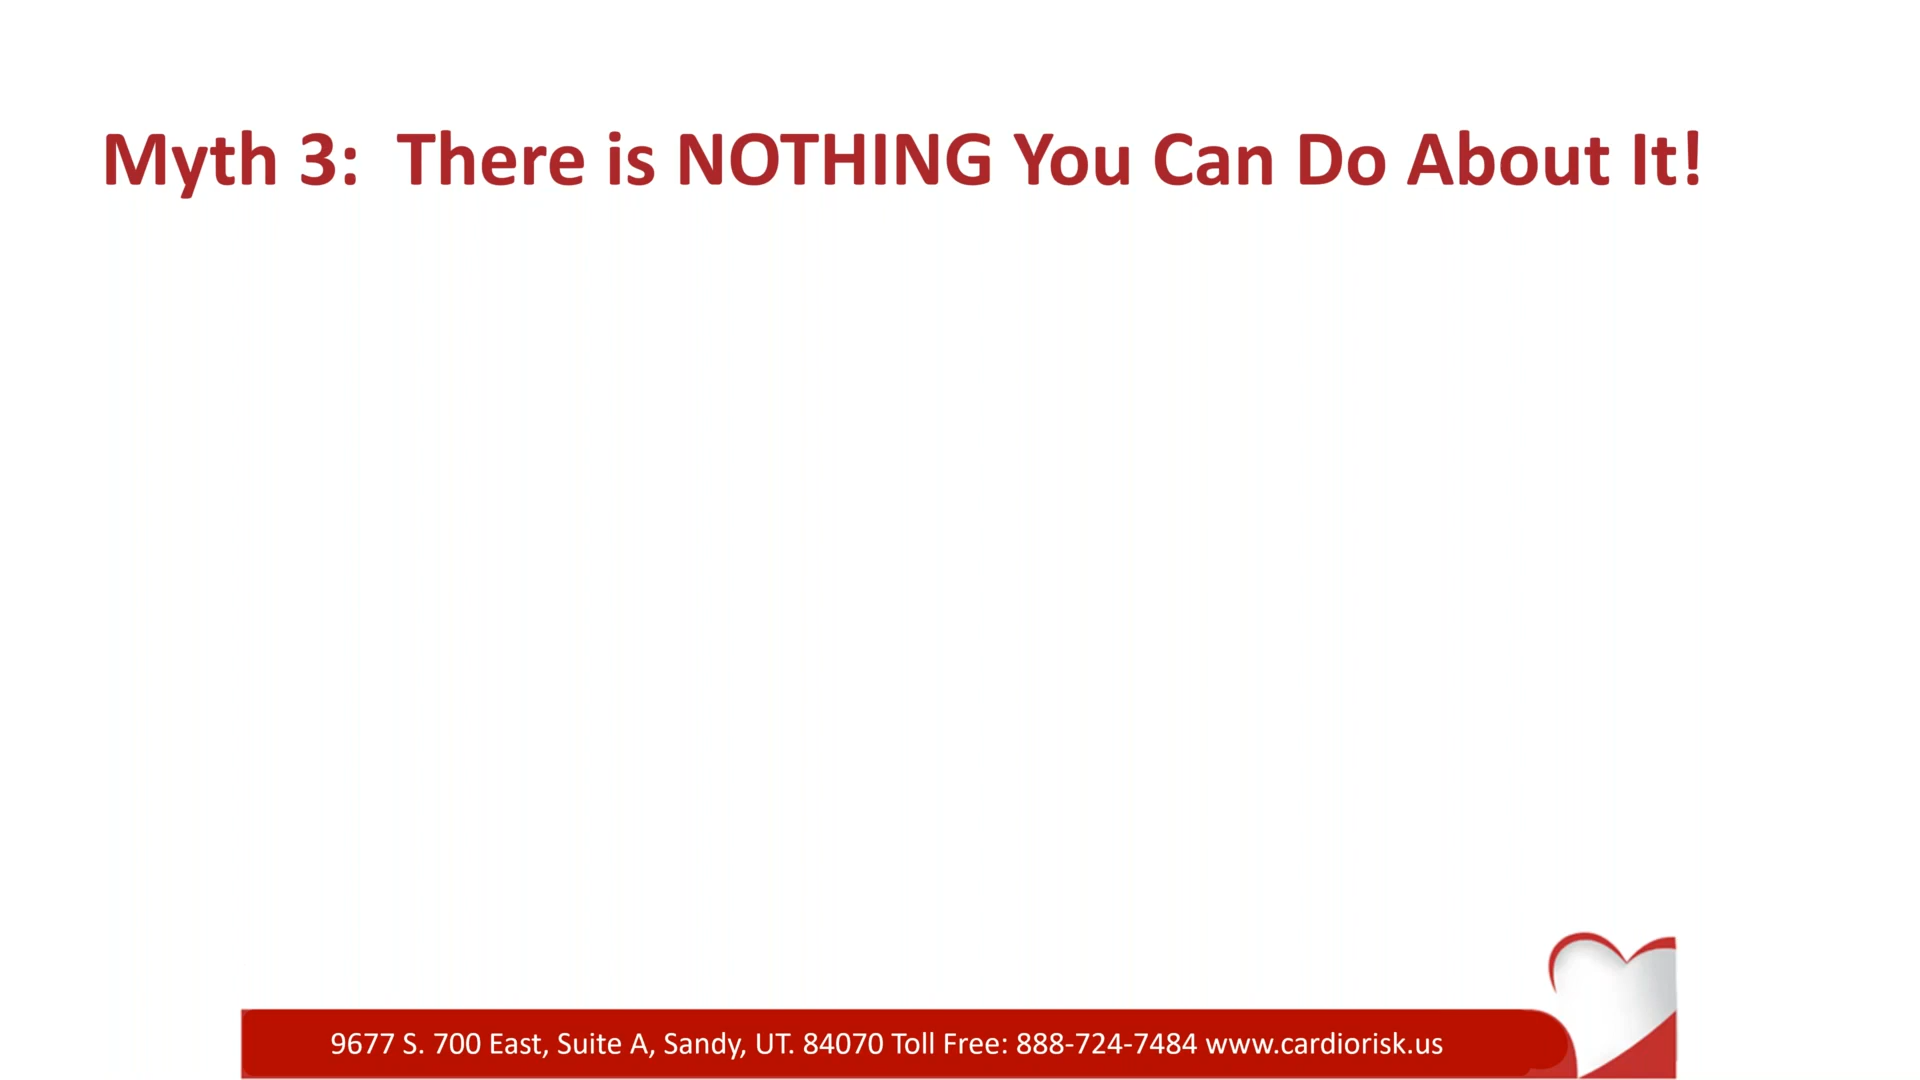 Myth 3:  There is NOTHING You Can Do About It!
9677 S. 700 East, Suite A, Sandy, UT. 84070 Toll Free: 888-724-7484 www.cardiorisk.us